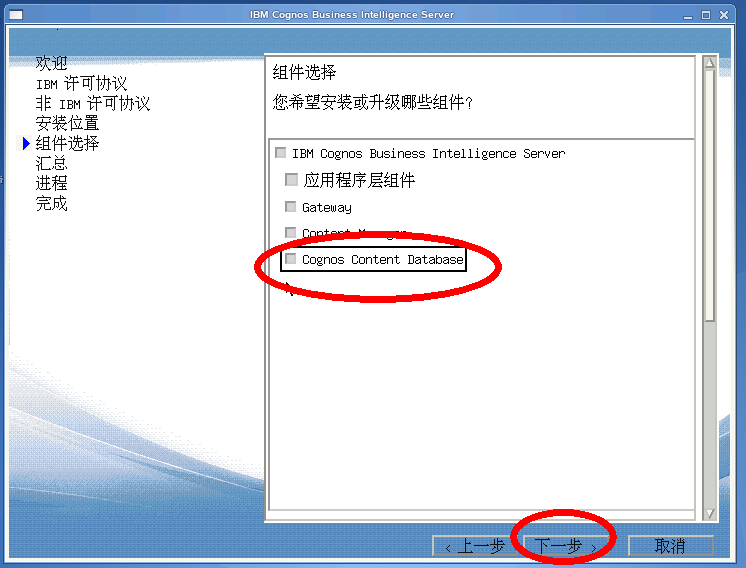 IBM Cognos Business Intelligence Server
欢迎
IBM 许可协议
非 IBM 许可协议
安装位置
组件选择
汇总
进程
完成
组件选择
您希望安装或升级哪些组件?
IBM Cognos Business Intelligence Server
应用程序层组件
Gateway
Content Manager
Cognos Content Database
< 上一步
下一步 >
取消